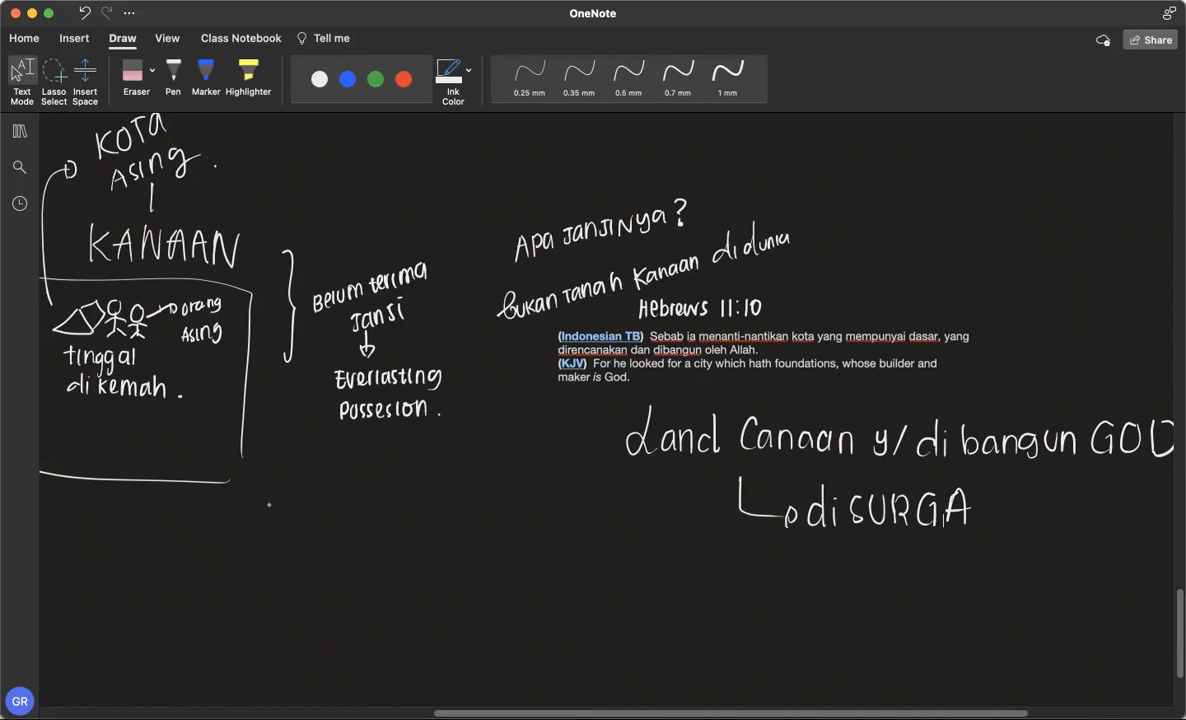 OneNote
Home
Insert
Draw
View
Class Notebook
Tell me
Share
Text Mode
Lasso Select
Insert Space
Eraser
Pen
Marker
Highlighter
Ink Color
0.25 mm
0.35 mm
0.5 mm
0.7 mm
1 mm
KOTA
Asing .
KANAAN
orang
Asing
tinggal
di kemah .
Belum terima
Janji
Everlasting
Possesion .
APA JANJINya ?
bukan Tanah Kanaan di dunia
Hebrews 11:10
(Indonesian TB) Sebab ia menanti-nantikan kota yang mempunyai dasar, yang
direncanakan dan dibangun oleh Allah.
(KJV) For he looked for a city which hath foundations, whose builder and
maker is God.
Land Canaan y/ di bangun GOD
di SURGA
GR